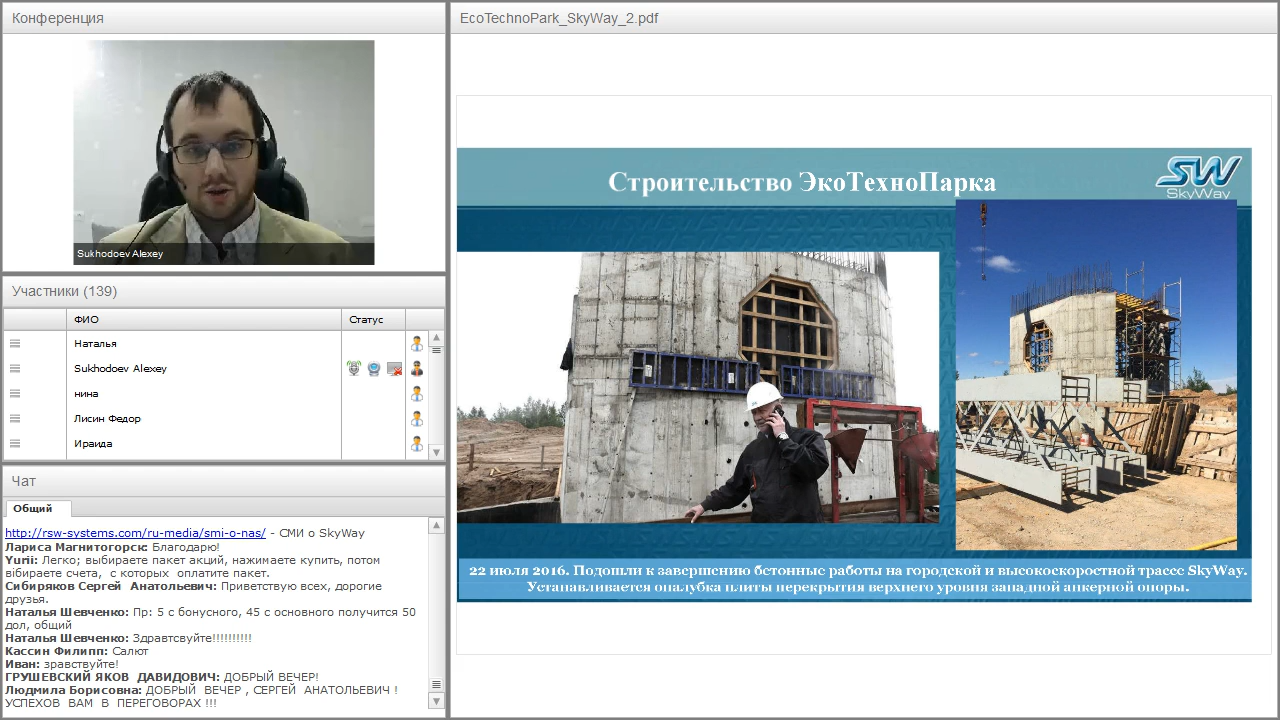 Конференция
Sukhodoev Alexey
Участники (139)
ФИО
Статус
Наталья
Sukhodoev Alexey
нина
Лисин Федор
Ираида
Чат
Общий
http://rsw-systems.com/ru-media/smi-o-nas/ - СМИ о SkyWay
Лариса Магнитогорск: Благодарю!
Yurii: Легко; выбираете пакет акций, нажимаете купить, потом
вібираете счета, с которых оплатите пакет.
Сибиряков Сергей Анатольевич: Приветствую всех, дорогие
друзья.
Наталья Шевченко: Пр: 5 с бонусного, 45 с основного получится 50
дол, общий
Наталья Шевченко: Здравтсвуйте!!!!!!!!!!
Кассин Филипп: Салют
Иван: зравствуйте!
ГРУШЕВСКИЙ ЯКОВ ДАВИДОВИЧ: ДОБРЫЙ ВЕЧЕР!
Людмила Борисовна: ДОБРЫЙ ВЕЧЕР , СЕРГЕЙ АНАТОЛЬЕВИЧ !
УСПЕХОВ ВАМ В ПЕРЕГОВОРАХ !!!
EcoTechnoPark_SkyWay_2.pdf
Строительство ЭкоТехноПарка
SW
SkyWay
22 июля 2016. Подошли к завершению бетонные работы на городской и высокоскоростной трассе SkyWay.
Устанавливается опалубка плиты перекрытия верхнего уровня западной анкерной опоры.